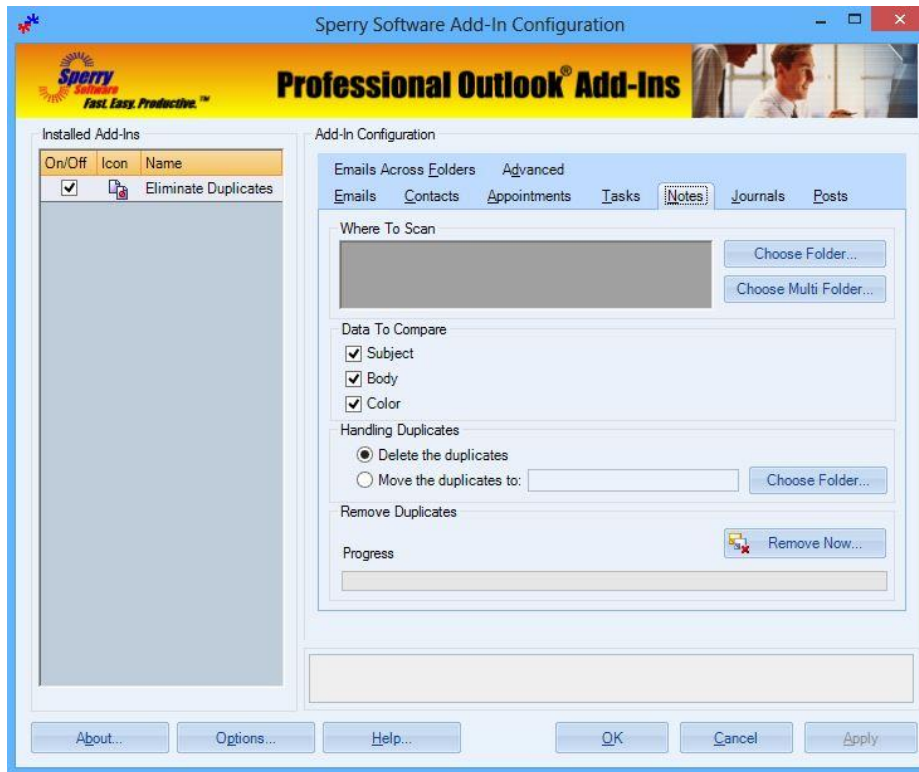 Sperry Software Add-In Configuration
Sperry
Software
Fast. Easy. Productive.™
Professional Outlook® Add-Ins
Installed Add-Ins
On/Off Icon Name
Eliminate Duplicates
Add-In Configuration
Emails Across Folders Advanced
Emails Contacts Appointments Tasks Notes Journals Posts
Where To Scan
Choose Folder...
Choose Multi Folder...
Data To Compare
Subject
Body
Color
Handling Duplicates
Delete the duplicates
Move the duplicates to: Choose Folder...
Remove Duplicates
Remove Now...
Progress
About... Options... Help... OK Cancel Apply